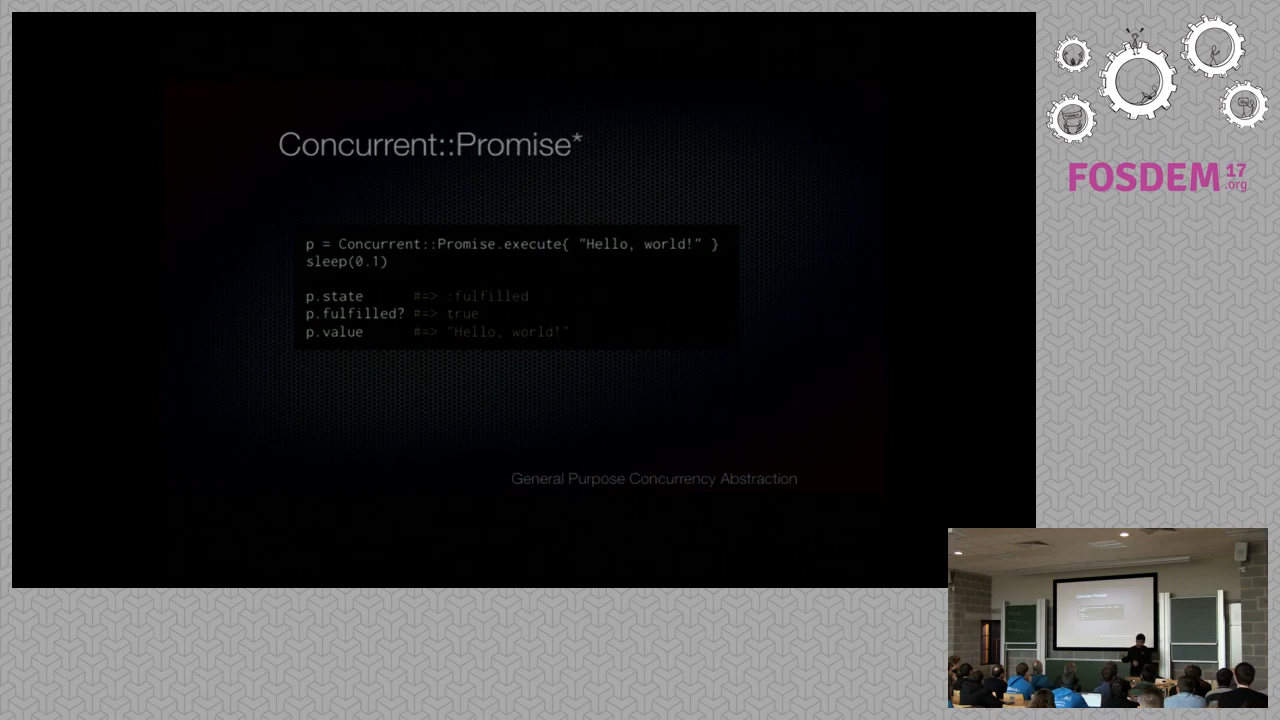 Concurrent::Promise*
p = Concurrent::Promise.execute{ "Hello, world!" }
sleep(0.1)
p.state #=> :fulfilled
p.fulfilled? #=> true
p.value #=> "Hello, world!"
General Purpose Concurrency Abstraction
FOSDEM 17
.org